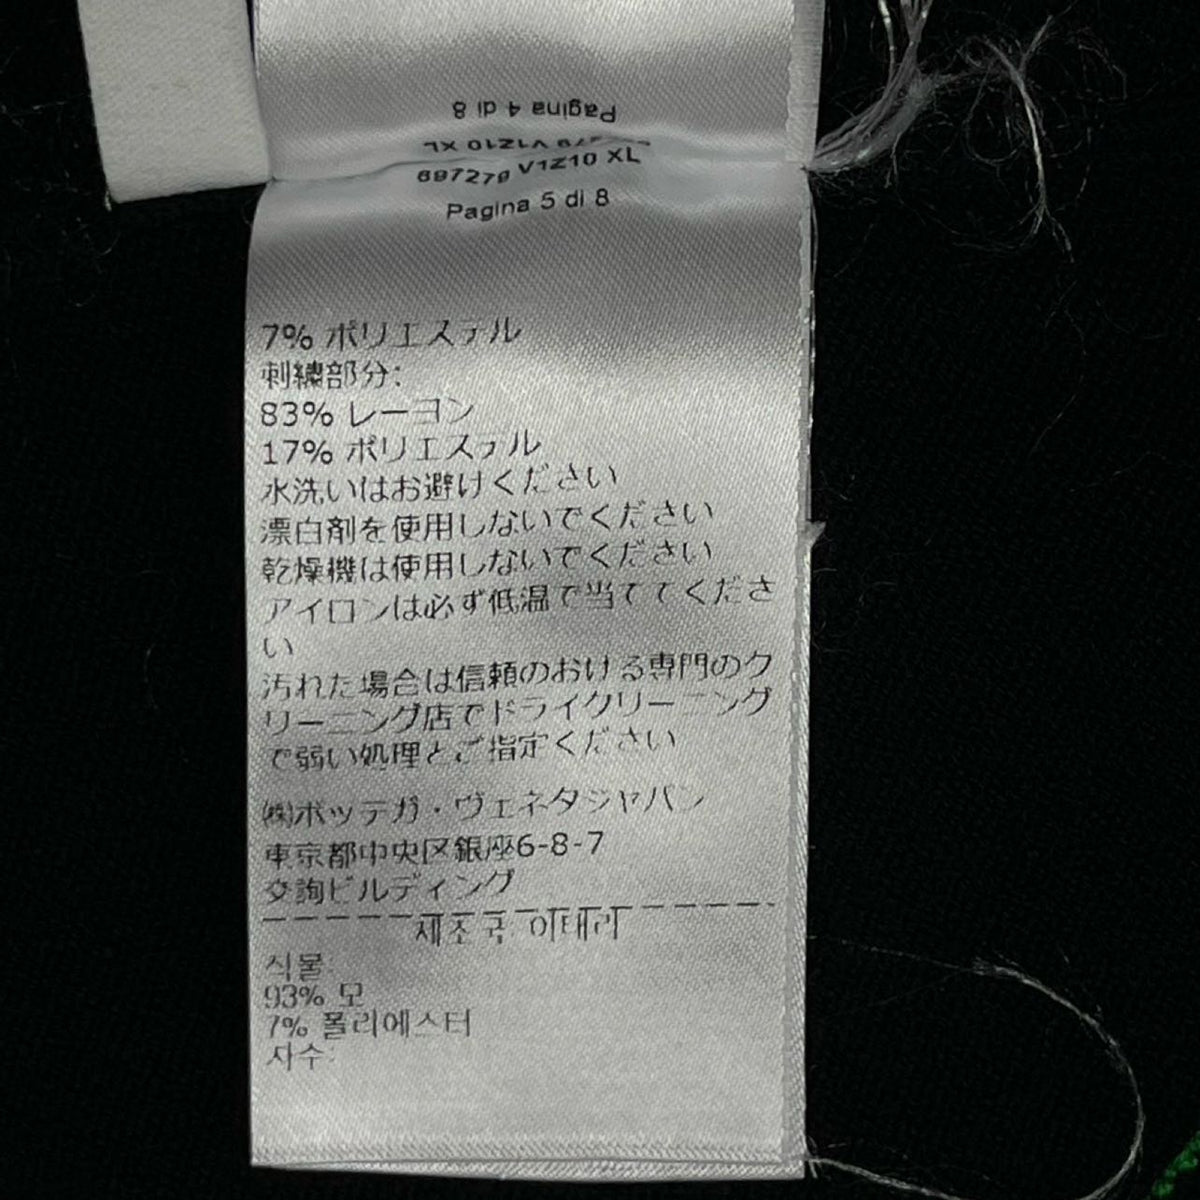 Pagina 4 di 8
V1Z10 XL
697279 V1Z10 XL
Pagina 5 di 8
7% ポリエステル
刺繍部分:
83% レーヨン
17% ポリエステル
水洗いはお避けください
漂白剤を使用しないでください
乾燥機は使用しないでください
アイロンは必ず低温で当ててくださ
い
汚れた場合は信頼のおける専門のク
リーニング店でドライクリーニング
で弱い処理とご指定ください
㈱ボッテガ・ヴェネタジャパン
東京都中央区銀座6-8-7
交詢ビルディング
제조국 이태리
직물:
93% 모
7% 폴리에스터
자수: